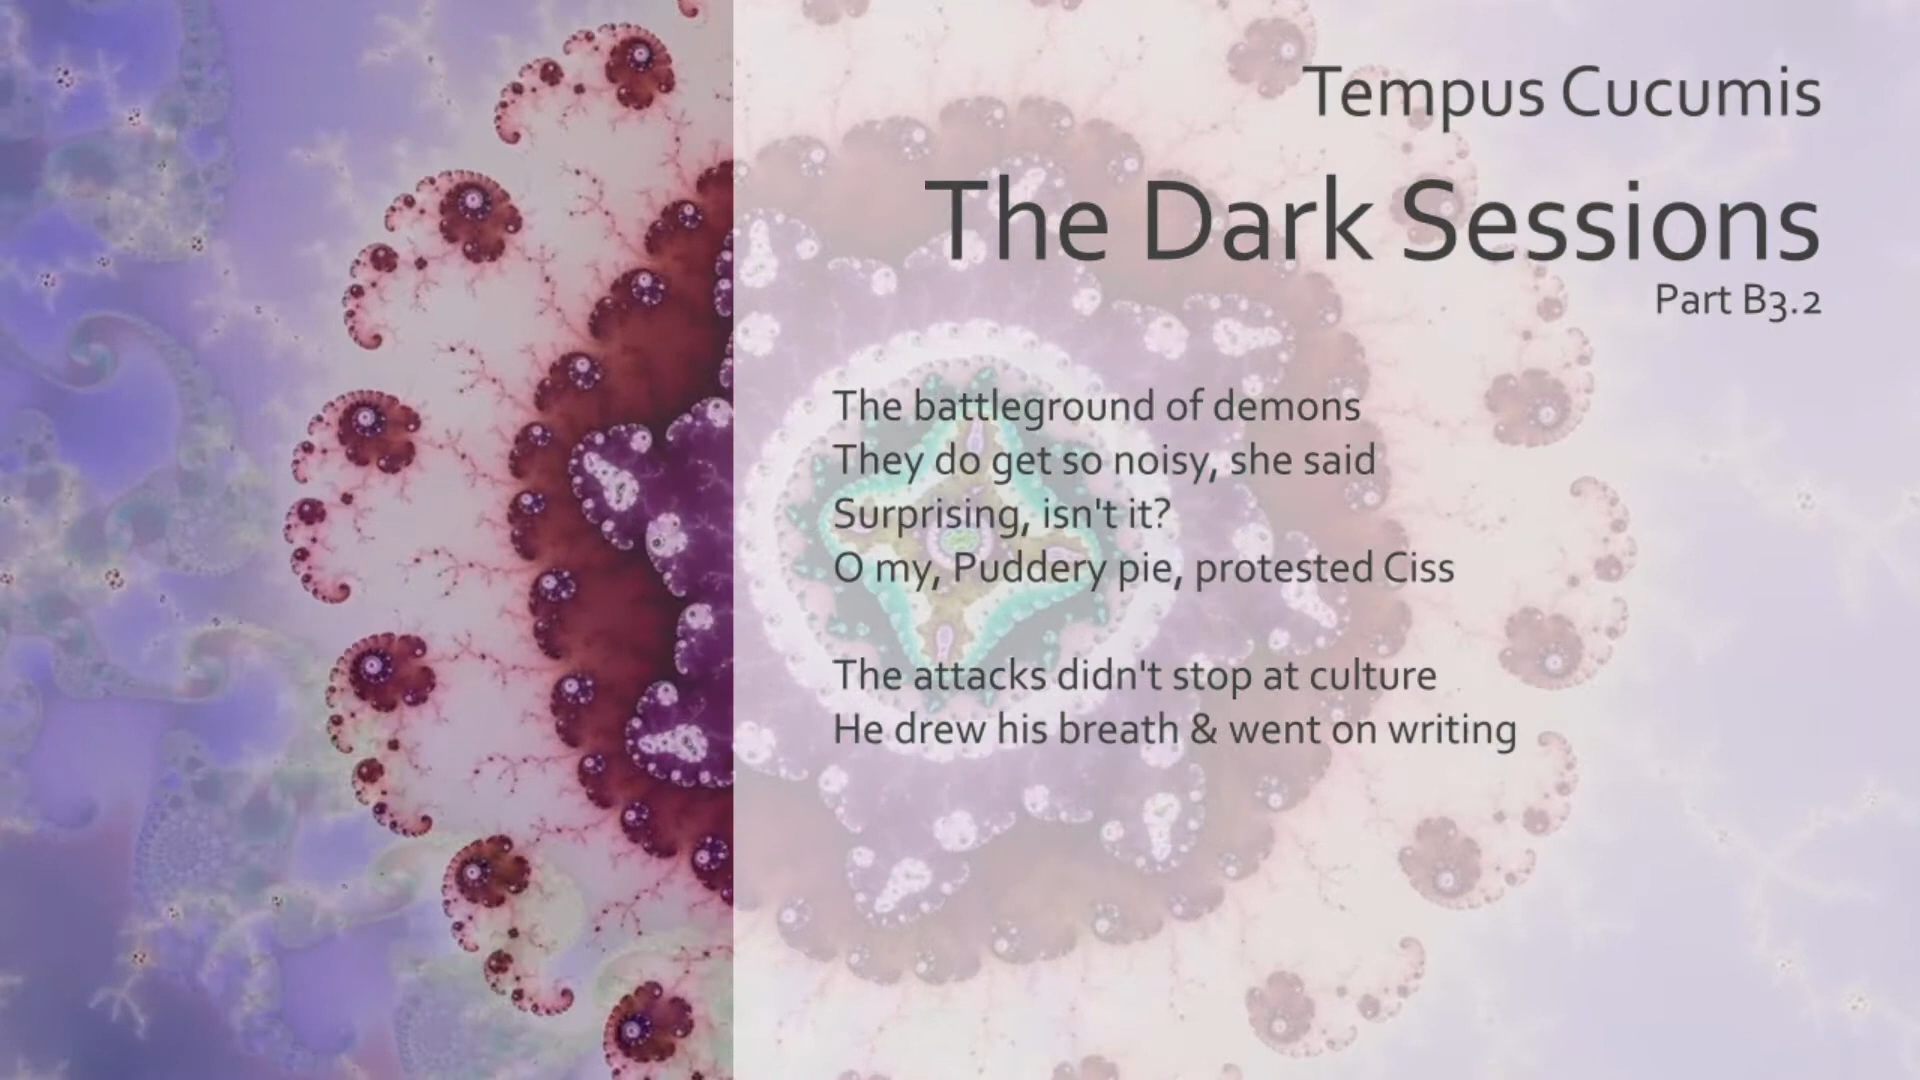 Tempus Cucumis
The Dark Sessions
Part B3.2
The battleground of demons
They do get so noisy, she said
Surprising, isn't it?
O my, Puddery pie, protested Ciss
The attacks didn't stop at culture
He drew his breath & went on writing